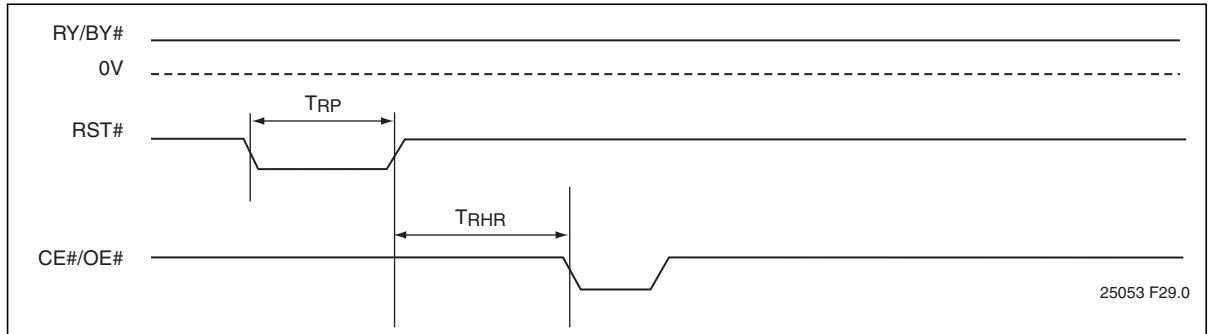 RY/BY#
0V
TRP
RST#
TRHR
CE#/OE#
25053 F29.0